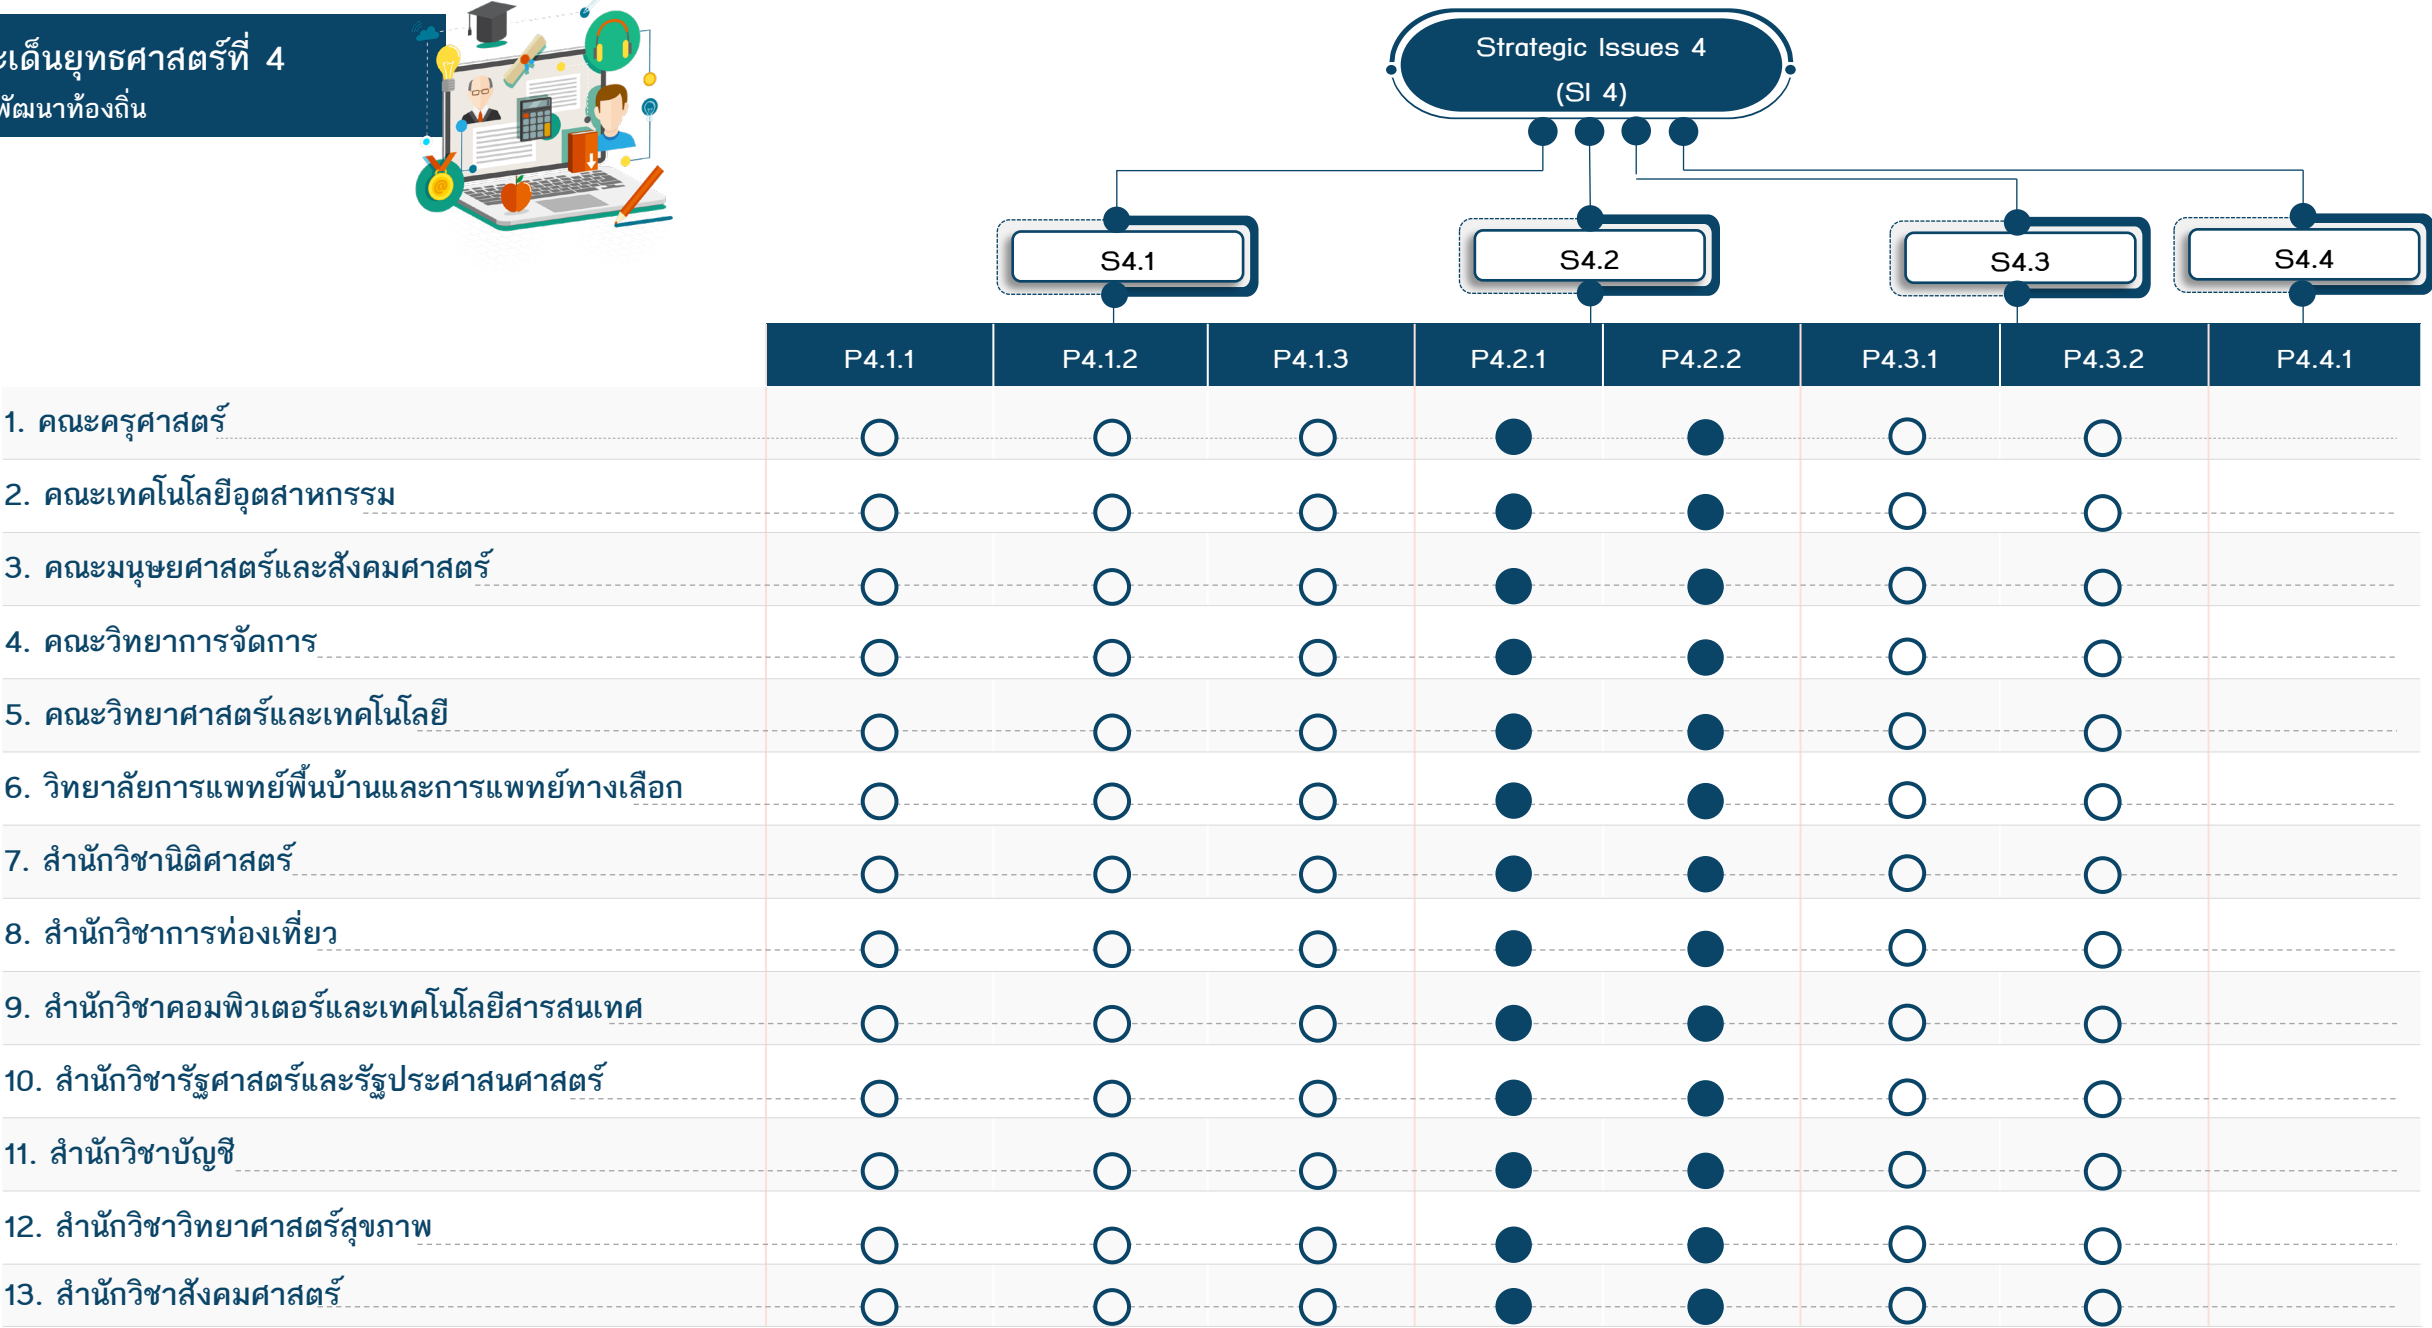 ะเด็นยุทธศาสตร์ที่ 4
พัฒนาท้องถิ่น
Strategic Issues 4
(SI 4)
S4.1 S4.2 S4.3 S4.4
P4.1.1 P4.1.2 P4.1.3 P4.2.1 P4.2.2 P4.3.1 P4.3.2 P4.4.1
1. คณะครุศาสตร์
2. คณะเทคโนโลยีอุตสาหกรรม
3. คณะมนุษยศาสตร์และสังคมศาสตร์
4. คณะวิทยาการจัดการ
5. คณะวิทยาศาสตร์และเทคโนโลยี
6. วิทยาลัยการแพทย์พื้นบ้านและการแพทย์ทางเลือก
7. สำนักวิชานิติศาสตร์
8. สำนักวิชาการท่องเที่ยว
9. สำนักวิชาคอมพิวเตอร์และเทคโนโลยีสารสนเทศ
10. สำนักวิชารัฐศาสตร์และรัฐประศาสนศาสตร์
11. สำนักวิชาบัญชี
12. สำนักวิชาวิทยาศาสตร์สุขภาพ
13. สำนักวิชาสังคมศาสตร์